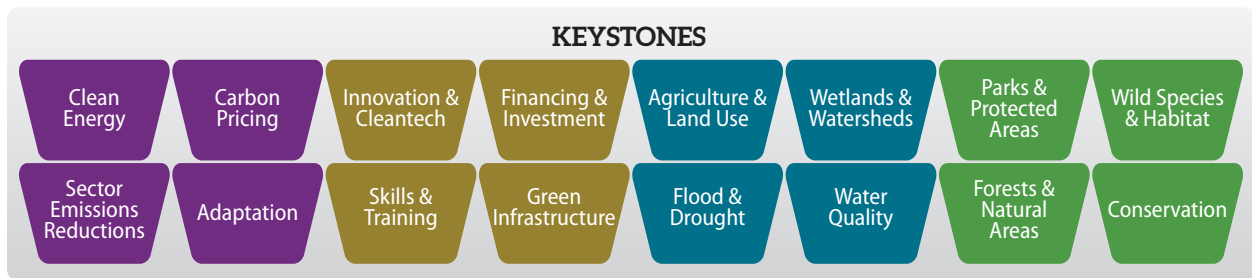 KEYSTONES
Clean
Energy
Carbon
Pricing
Innovation &
Cleantech
Financing &
Investment
Agriculture &
Land Use
Wetlands &
Watersheds
Parks &
Protected
Areas
Wild Species
& Habitat
Sector
Emissions
Reductions
Adaptation
Skills &
Training
Green
Infrastructure
Flood &
Drought
Water
Quality
Forests &
Natural
Areas
Conservation